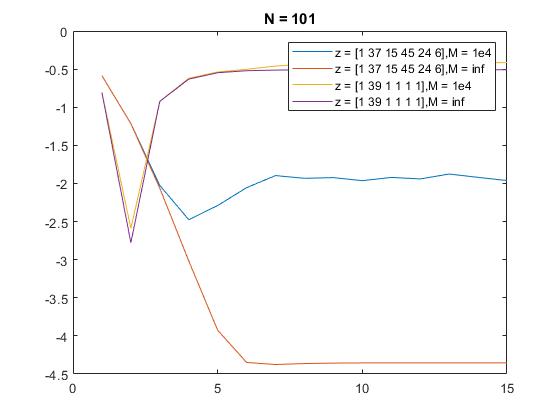 N = 101
z = [1 37 15 45 24 6],M = 1e4
z = [1 37 15 45 24 6],M = inf
z = [1 39 1 1 1 1],M = 1e4
z = [1 39 1 1 1 1],M = inf
0
-0.5
-1
-1.5
-2
-2.5
-3
-3.5
-4
-4.5
0 5 10 15